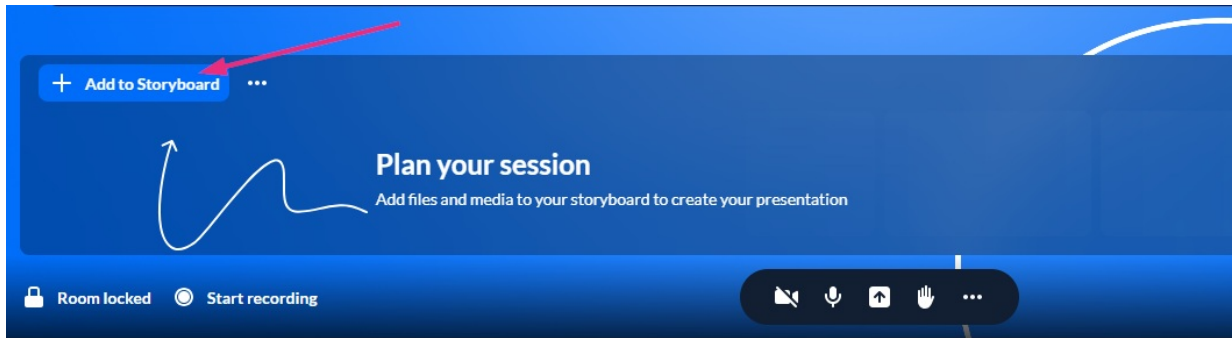 Add to Storyboard
Plan your session
Add files and media to your storyboard to create your presentation
Room locked
Start recording